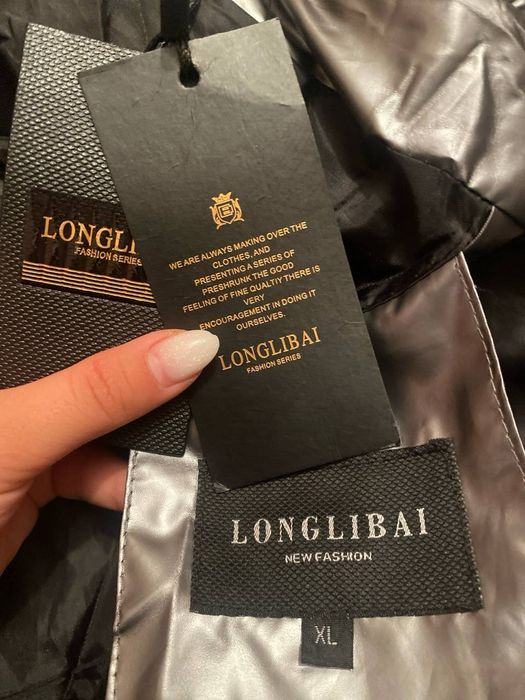 LONGLI
FASHION SERIES
WE ARE ALWAYS MAKING OVER THE
CLOTHES, AND
PRESENTING A SERIES OF
PRESHRUNK THE GOOD
FEELING OF FINE QUALTIY THERE IS
VERY
ENCOURAGEMENT IN DOING IT
OURSELVES.
LONGLIBAI
FASHION SERIES
LONGLIBAI
NEW FASHION
XL